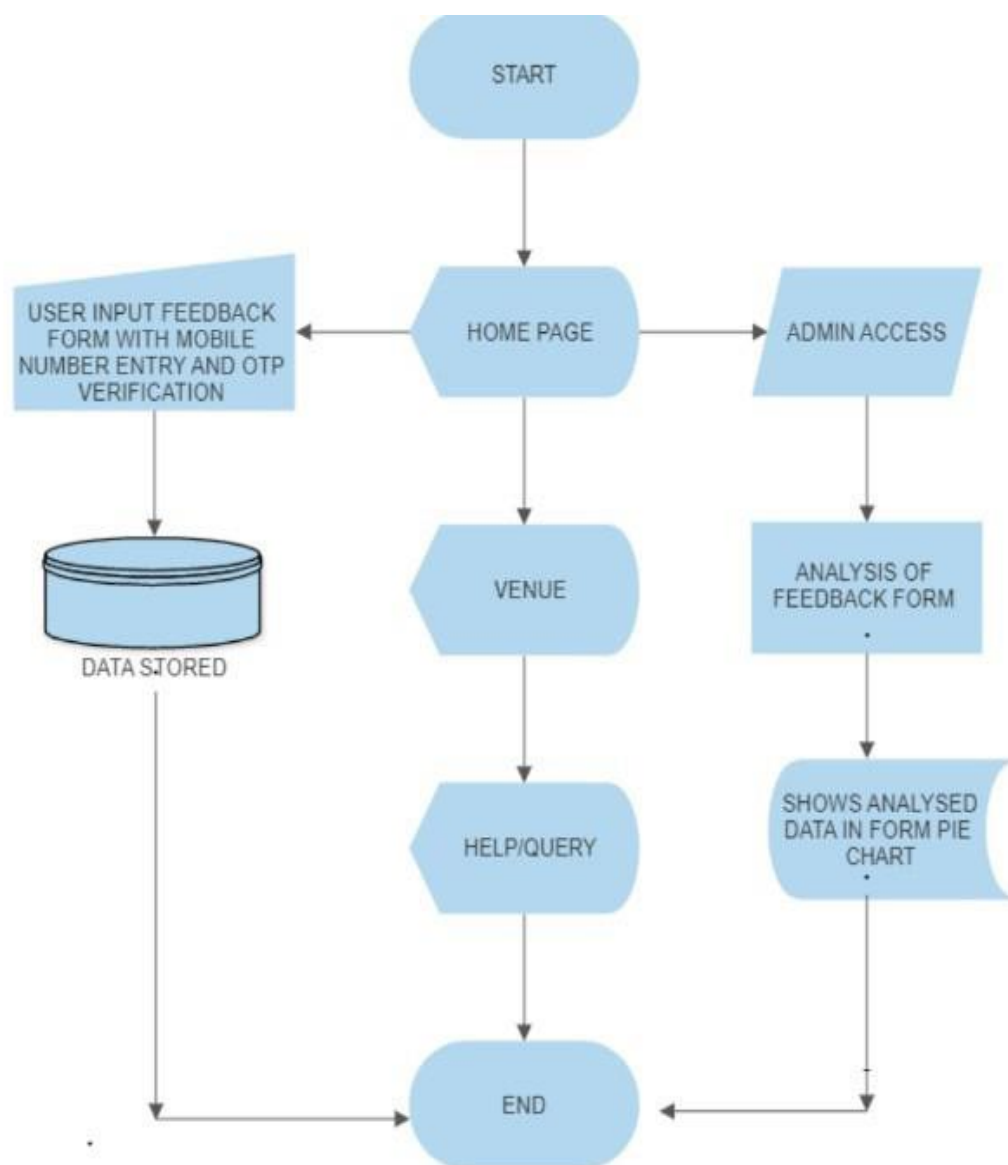 START
USER INPUT FEEDBACK
FORM WITH MOBILE
NUMBER ENTRY AND OTP
VERIFICATION
HOME PAGE
ADMIN ACCESS
DATA STORED
VENUE
ANALYSIS OF
FEEDBACK FORM
HELP/QUERY
SHOWS ANALYSED
DATA IN FORM PIE
CHART
END